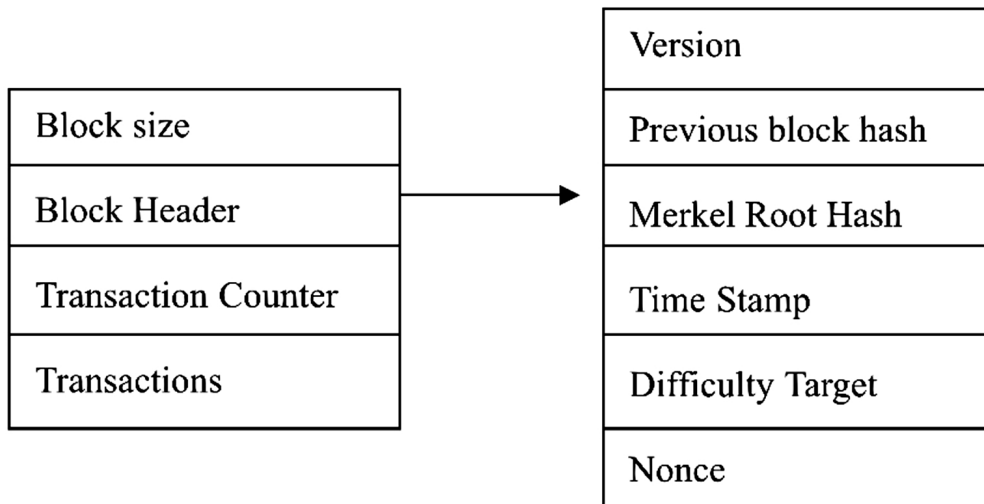 Block size
Block Header
Transaction Counter
Transactions
Version
Previous block hash
Merkel Root Hash
Time Stamp
Difficulty Target
Nonce